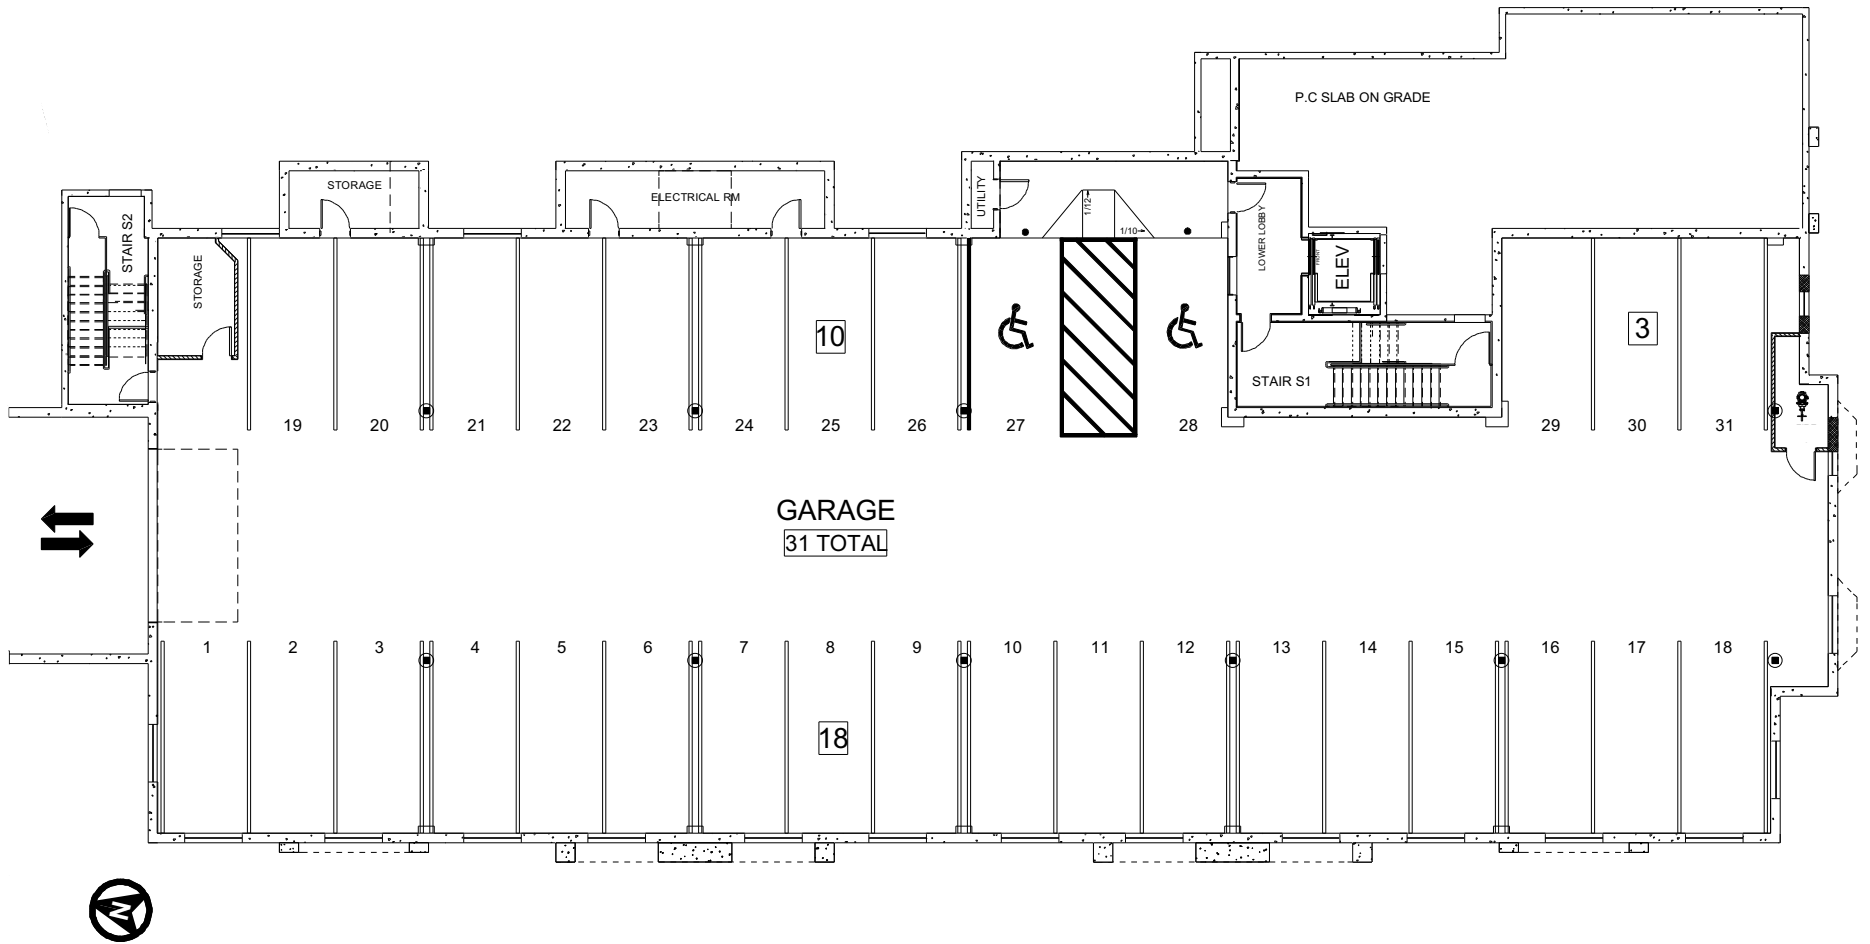 P.C SLAB ON GRADE
STORAGE
ELECTRICAL RM
UTILITY
1/12
1/10
STAIR S2
STORAGE
LOWER LOBBY
ELEV
10
3
STAIR S1
19 20 21 22 23 24 25 26 27 28 29 30 31
GARAGE
31 TOTAL
1 2 3 4 5 6 7 8 9 10 11 12 13 14 15 16 17 18
18
N